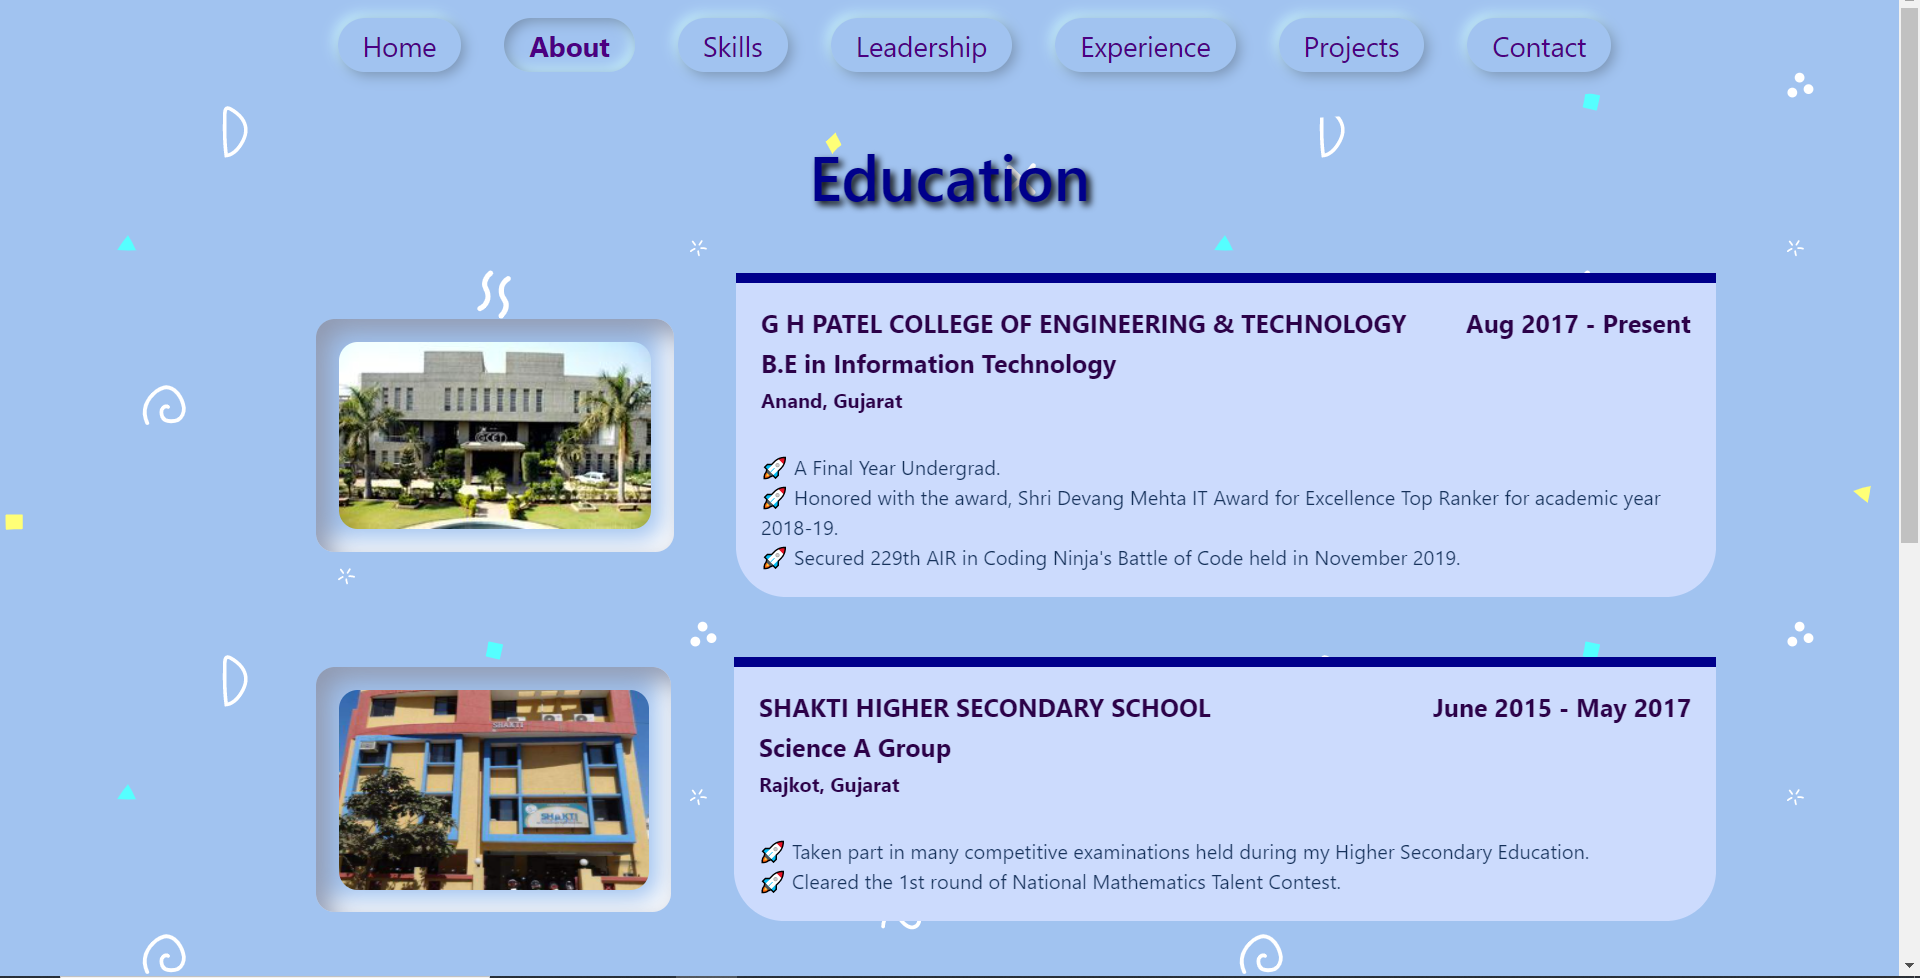 Home About Skills Leadership Experience Projects Contact
Education
G H PATEL COLLEGE OF ENGINEERING & TECHNOLOGY Aug 2017 - Present
B.E in Information Technology
Anand, Gujarat
GCET
🚀 A Final Year Undergrad.
🚀 Honored with the award, Shri Devang Mehta IT Award for Excellence Top Ranker for academic year
2018-19.
🚀 Secured 229th AIR in Coding Ninja's Battle of Code held in November 2019.
SHAKTI HIGHER SECONDARY SCHOOL June 2015 - May 2017
SHAKTI
Science A Group
Rajkot, Gujarat
SHAKTI
🚀 Taken part in many competitive examinations held during my Higher Secondary Education.
🚀 Cleared the 1st round of National Mathematics Talent Contest.